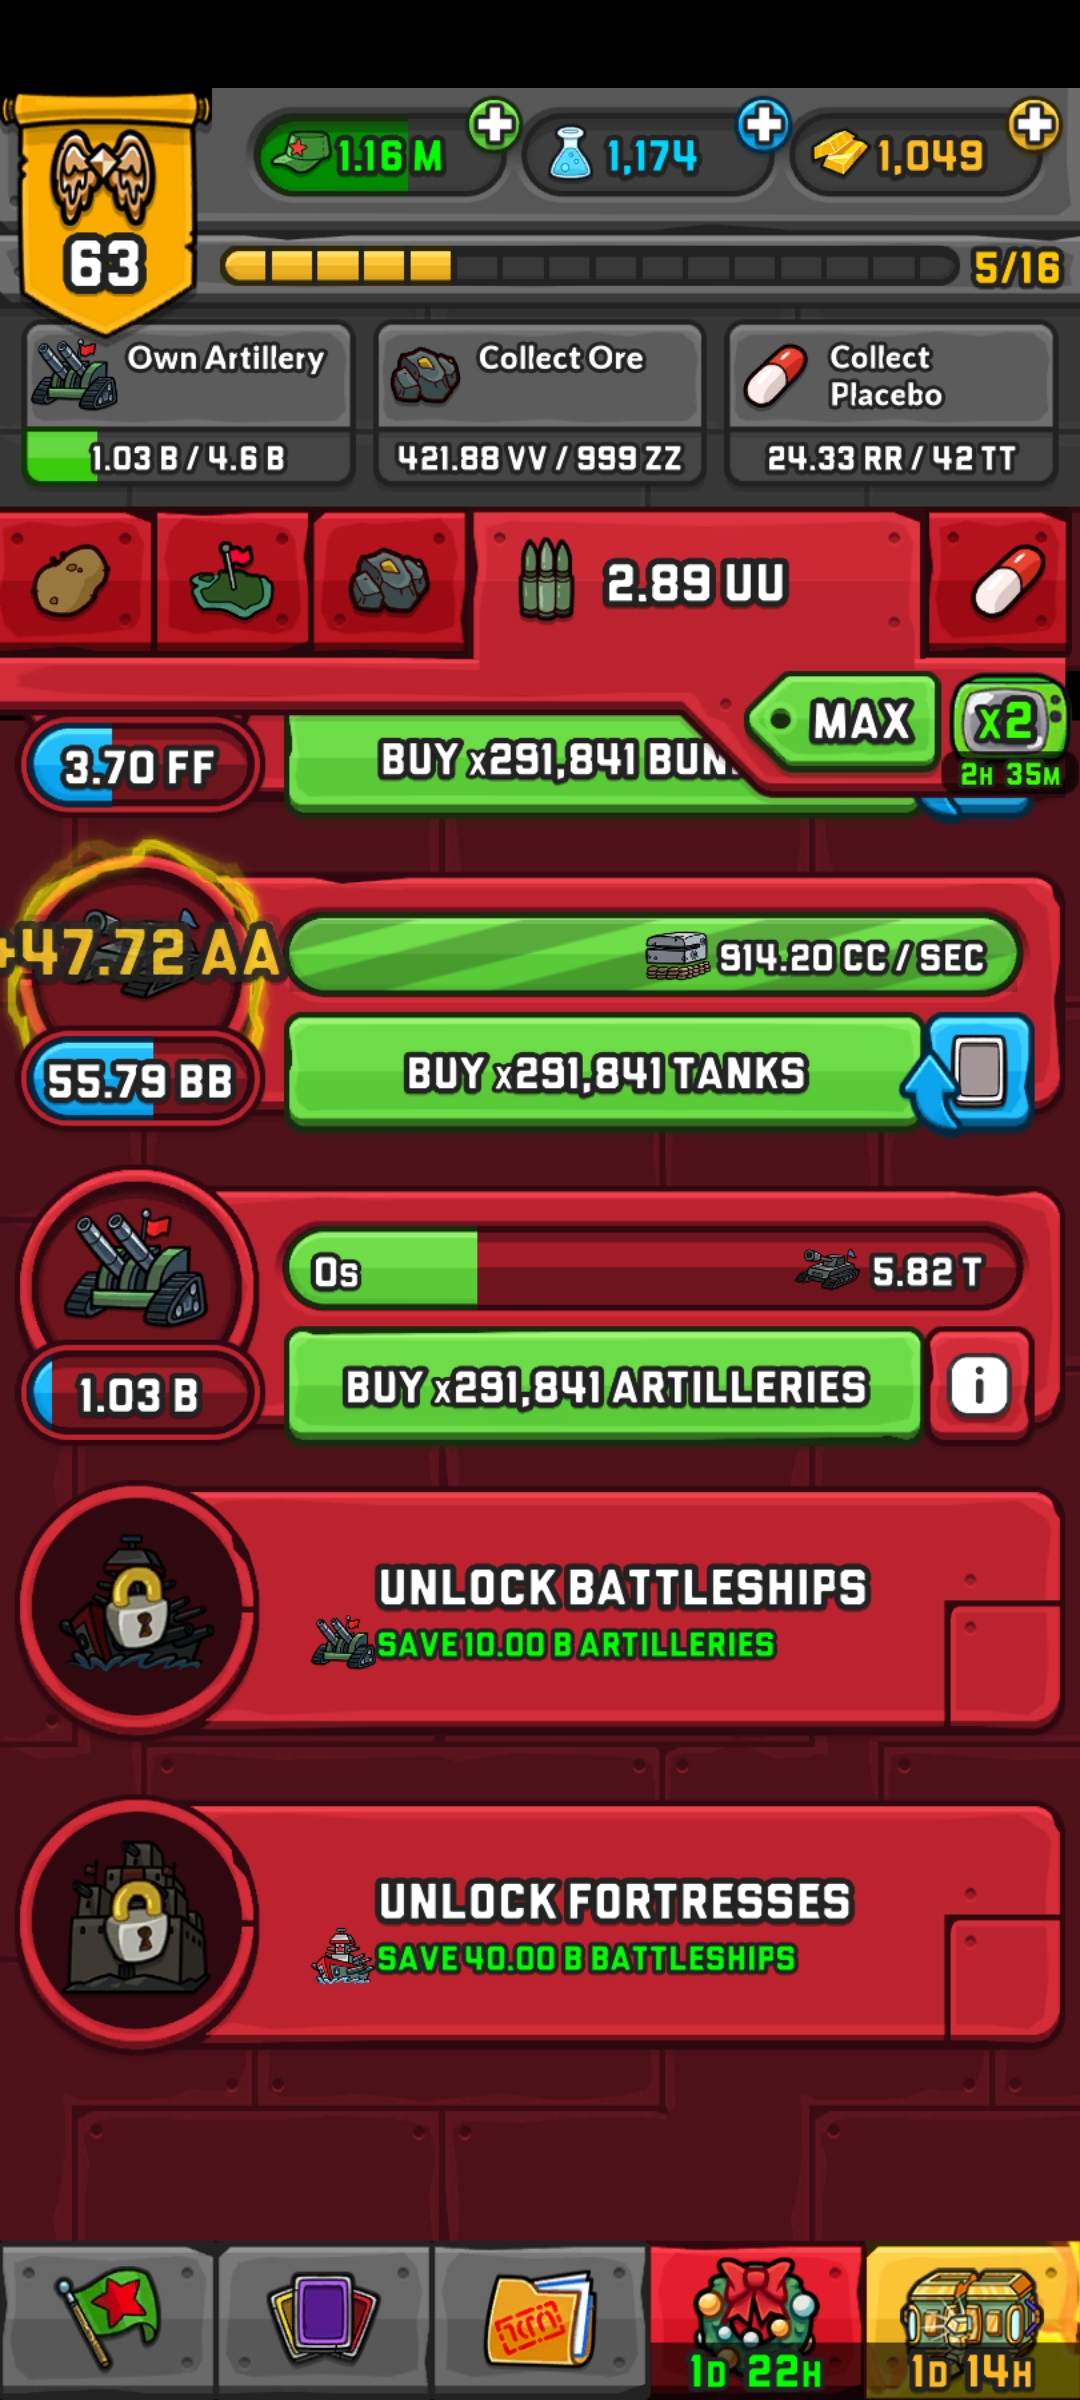 1.16 M
1,174
1,049
63
5/16
Own Artillery
1.03 B / 4.6 B
Collect Ore
421.88 VV / 999 ZZ
Collect
Placebo
24.33 RR / 42 TT
2.89 UU
MAX
x2
2H 35M
3.70 FF
BUY x291,841 BUN
+47.72 AA
914.20 CC / SEC
55.79 BB
BUY x291,841 TANKS
0s
5.82 T
1.03 B
BUY x291,841 ARTILLERIES
i
UNLOCK BATTLESHIPS
SAVE 10.00 B ARTILLERIES
UNLOCK FORTRESSES
SAVE 40.00 B BATTLESHIPS
1D 22H
1D 14H